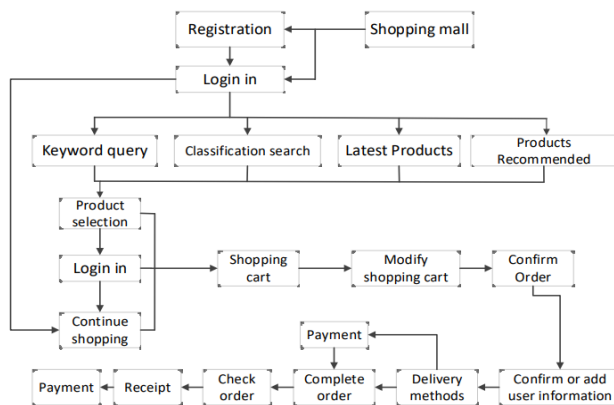 Registration
Shopping mall
Login in
Keyword query
Classification search
Latest Products
Products
Recommended
Product
selection
Login in
Shopping
cart
Modify
shopping cart
Confirm
Order
Continue
shopping
Payment
Payment
Receipt
Check
order
Complete
order
Delivery
methods
Confirm or add
user information